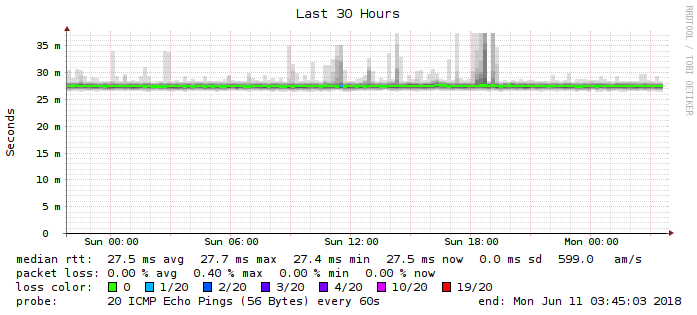 Last 30 Hours
RRDTOOL / TOBI OETIKER
Seconds
35 m
30 m
25 m
20 m
15 m
10 m
5 m
0
Sun 00:00 Sun 06:00 Sun 12:00 Sun 18:00 Mon 00:00
median rtt: 27.5 ms avg 27.7 ms max 27.4 ms min 27.5 ms now 0.0 ms sd 599.0 am/s
packet loss: 0.00 % avg 0.40 % max 0.00 % min 0.00 % now
loss color: 0 1/20 2/20 3/20 4/20 10/20 19/20
probe: 20 ICMP Echo Pings (56 Bytes) every 60s end: Mon Jun 11 03:45:03 2018